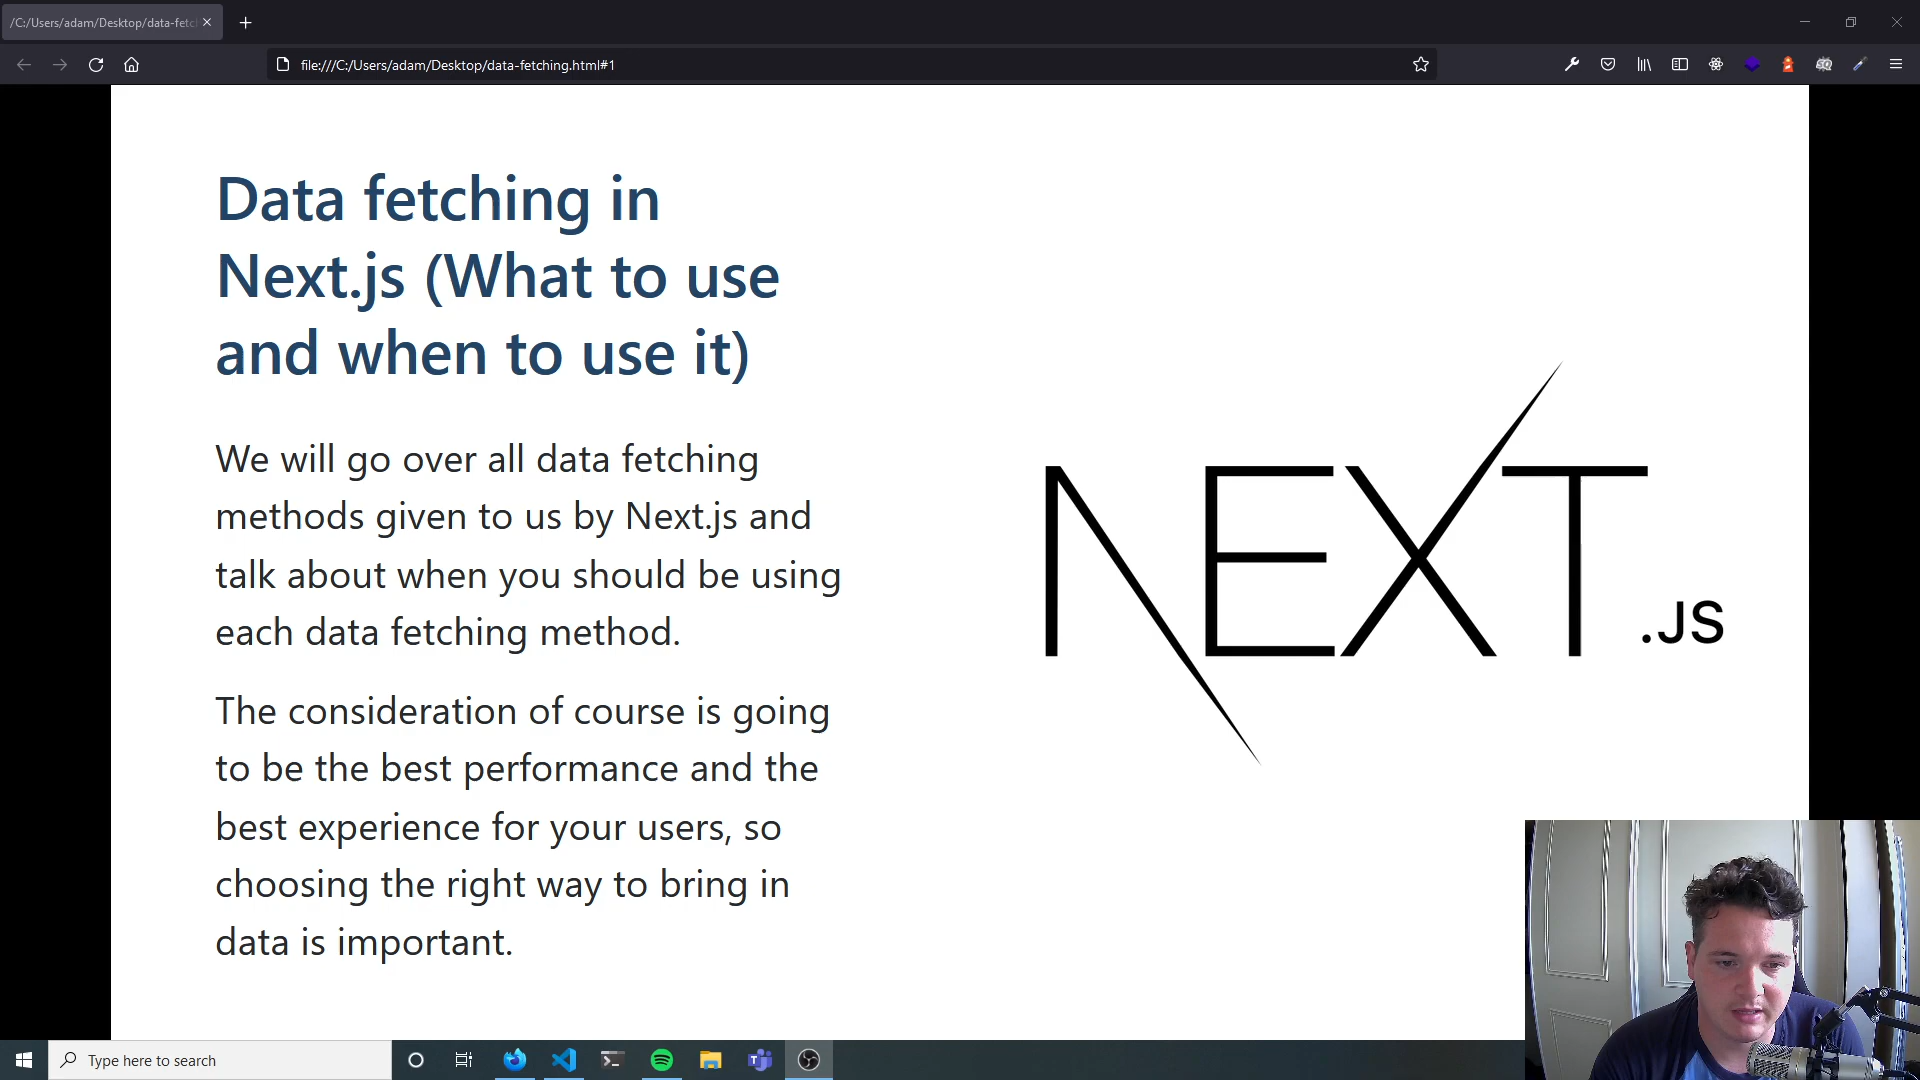 /C:/Users/adam/Desktop/data-fetc
file:///C:/Users/adam/Desktop/data-fetching.html#1
Data fetching in
Next.js (What to use
and when to use it)
We will go over all data fetching
methods given to us by Next.js and
talk about when you should be using
each data fetching method.
The consideration of course is going
to be the best performance and the
best experience for your users, so
choosing the right way to bring in
data is important.
NEXT
.JS
Type here to search